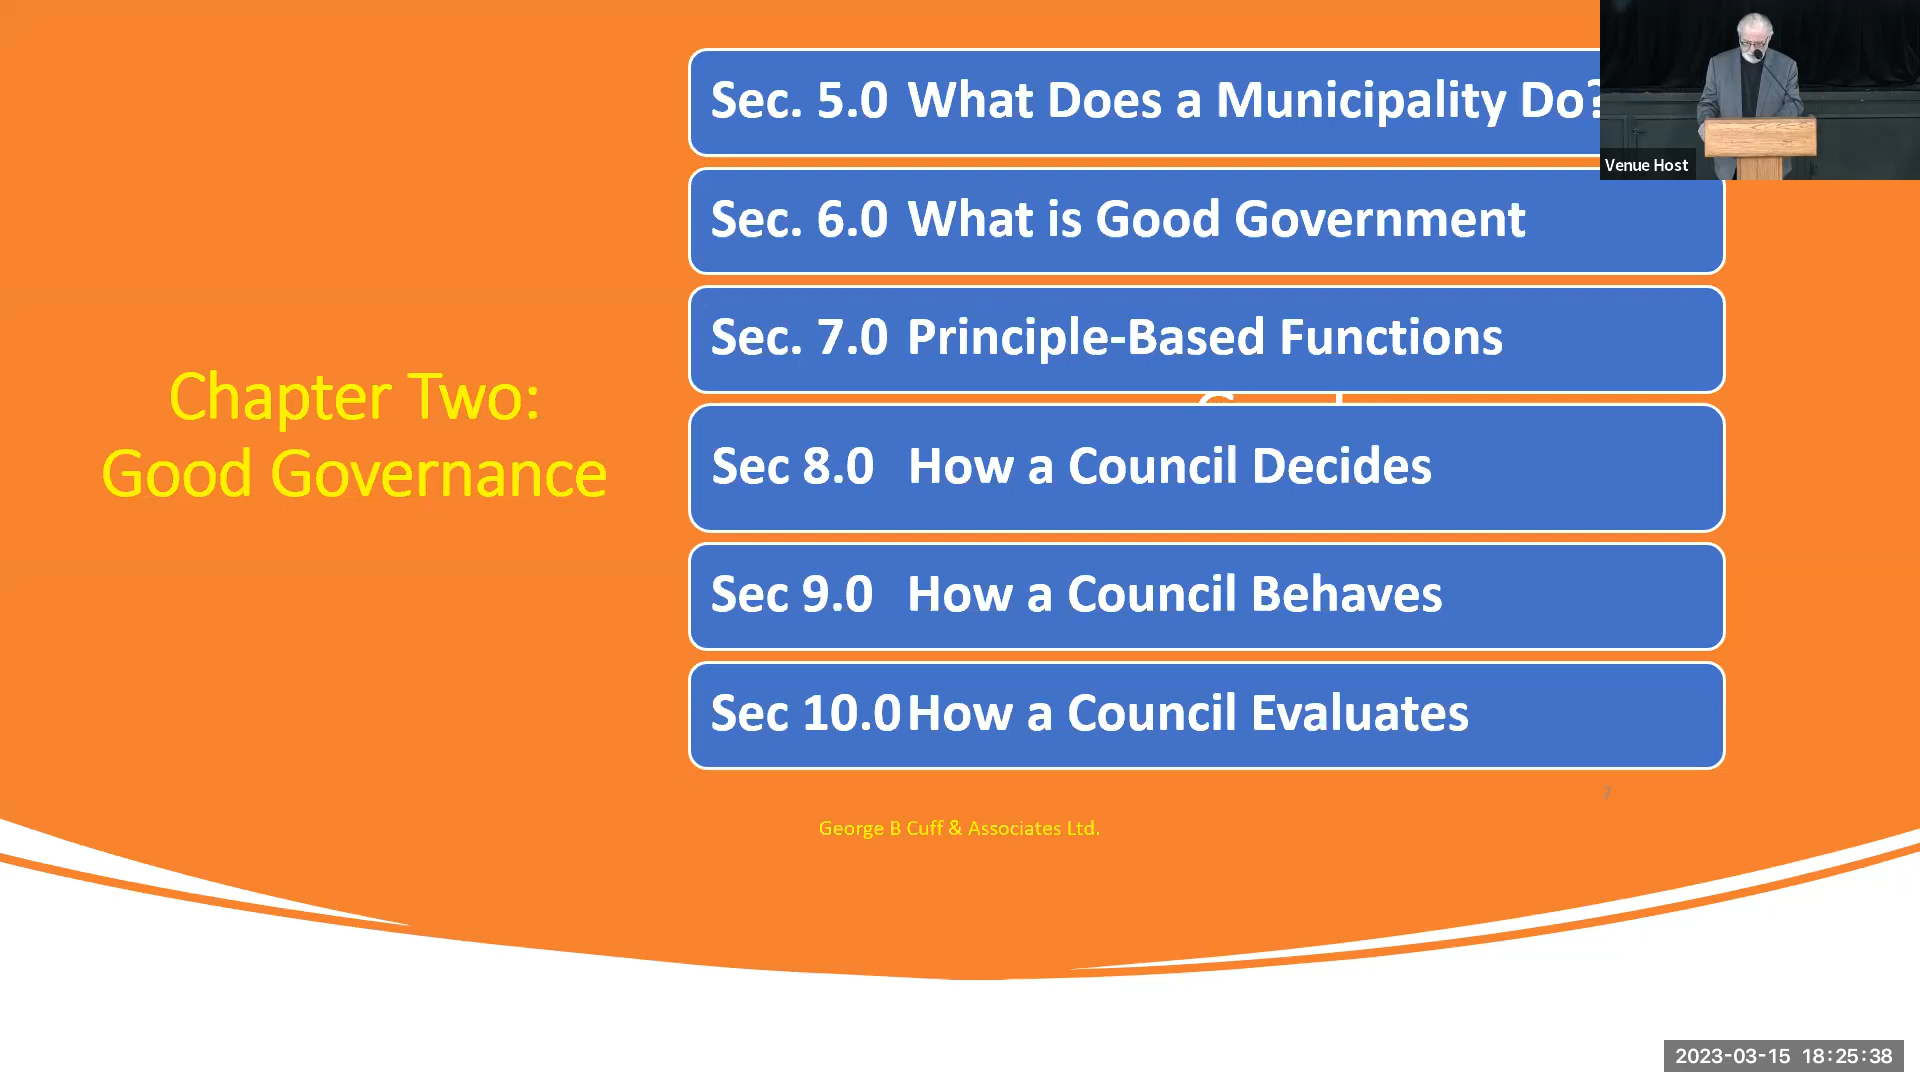 Sec. 5.0 What Does a Municipality Do?
Venue Host
Sec. 6.0 What is Good Government
Sec. 7.0 Principle-Based Functions
Chapter Two:
Good Governance
Sec 8.0 How a Council Decides
Sec 9.0 How a Council Behaves
Sec 10.0 How a Council Evaluates
7
George B Cuff & Associates Ltd.
2023-03-15 18:25:38